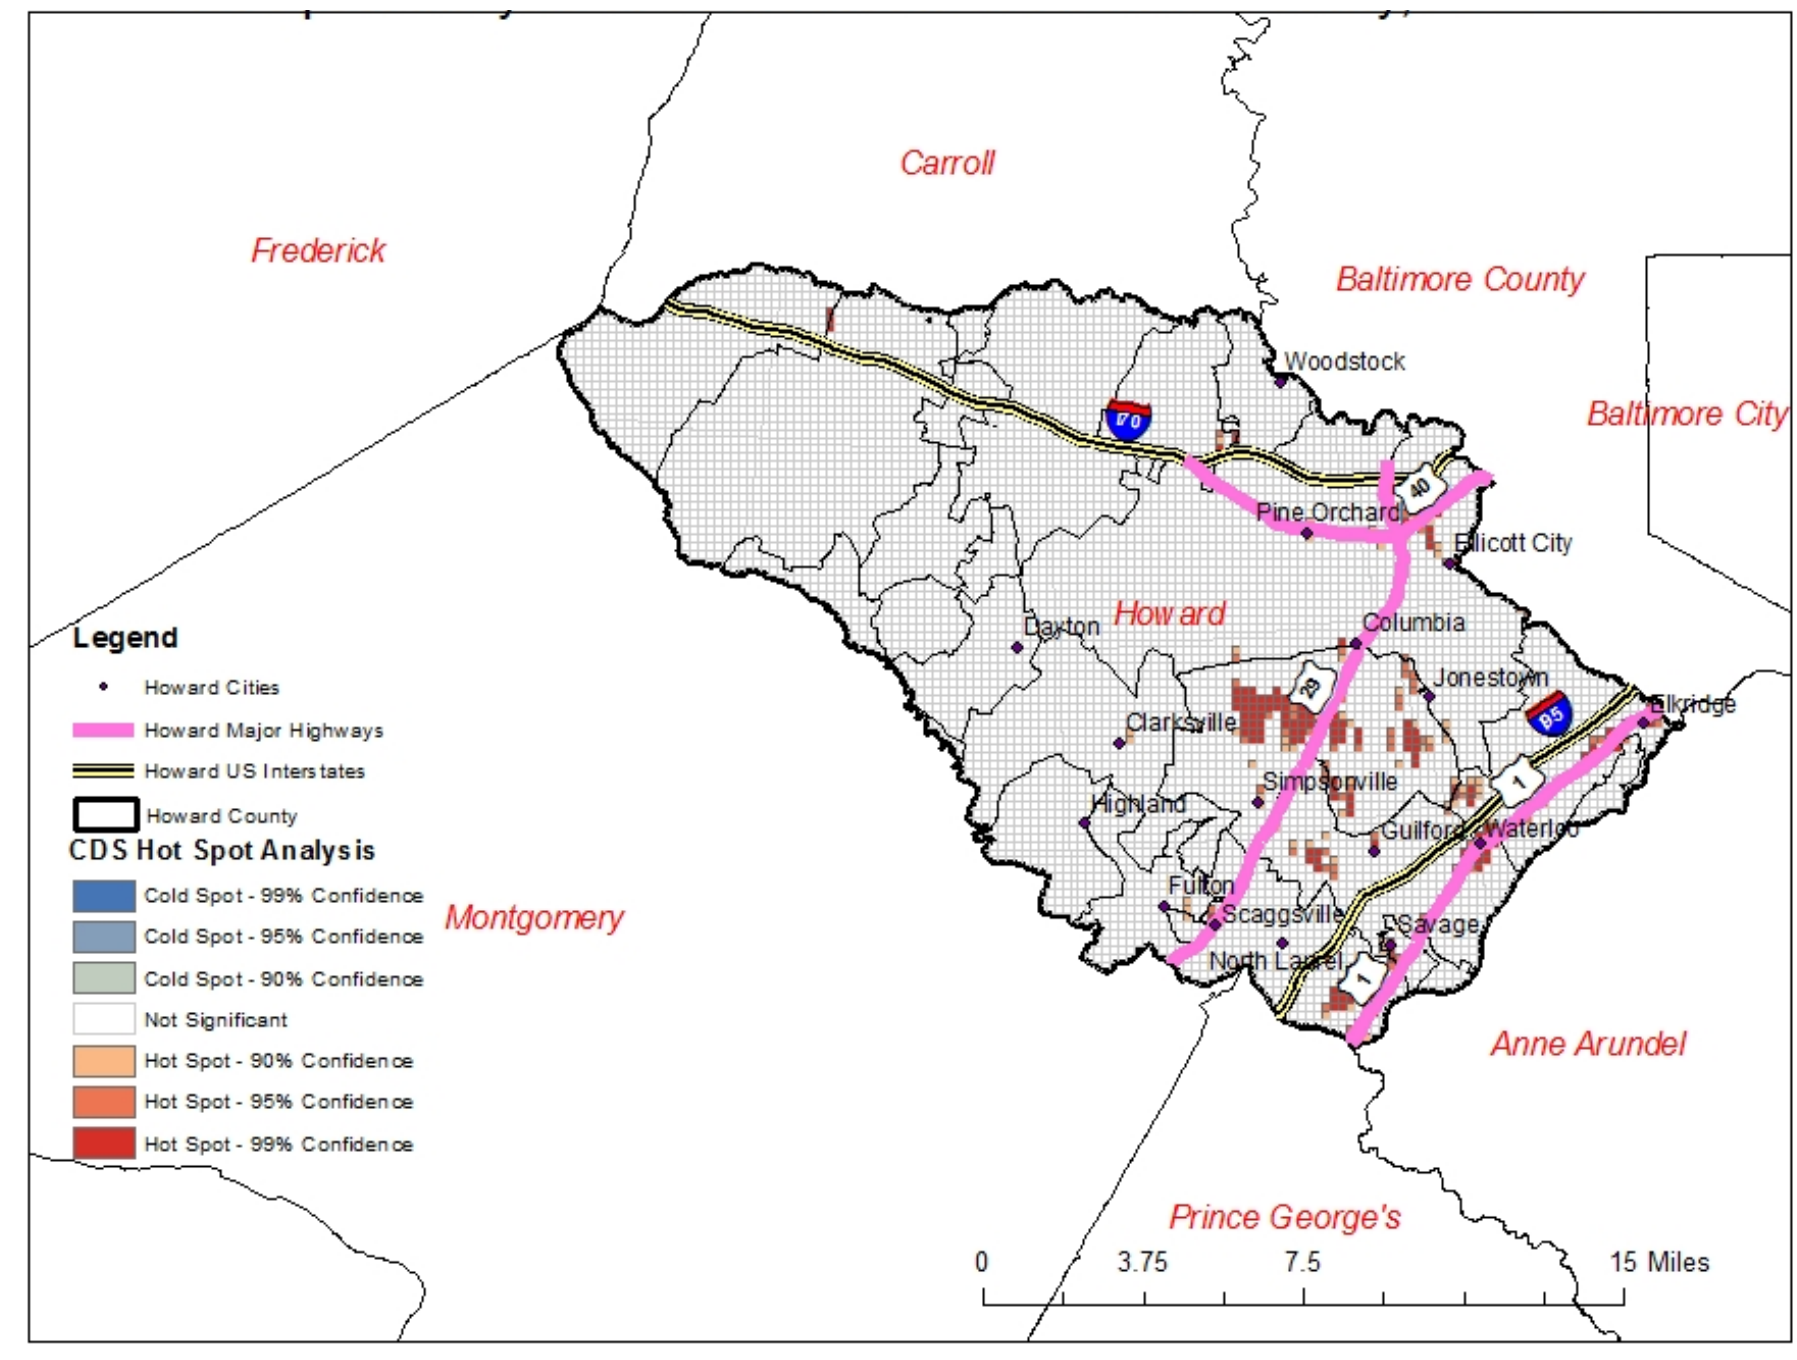 Carroll
Frederick
Baltimore County
Woodstock
Baltimore City
I70
40
Pine Orchard
Ellicott City
Howard
Columbia
Dayton
Legend
29
Jonestown
Howard Cities
Elkridge
95
Clarksville
Howard Major Highways
Howard US Interstates
1
Simpsonville
Highland
Howard County
Guilford
Waterloo
CDS Hot Spot Analysis
Fulton
Cold Spot - 99% Confidence
Montgomery
Scaggsville
Savage
Cold Spot - 95% Confidence
North Laurel
Cold Spot - 90% Confidence
1
Not Significant
Anne Arundel
Hot Spot - 90% Confidence
Hot Spot - 95% Confidence
Hot Spot - 99% Confidence
Prince George's
0 3.75 7.5 15 Miles